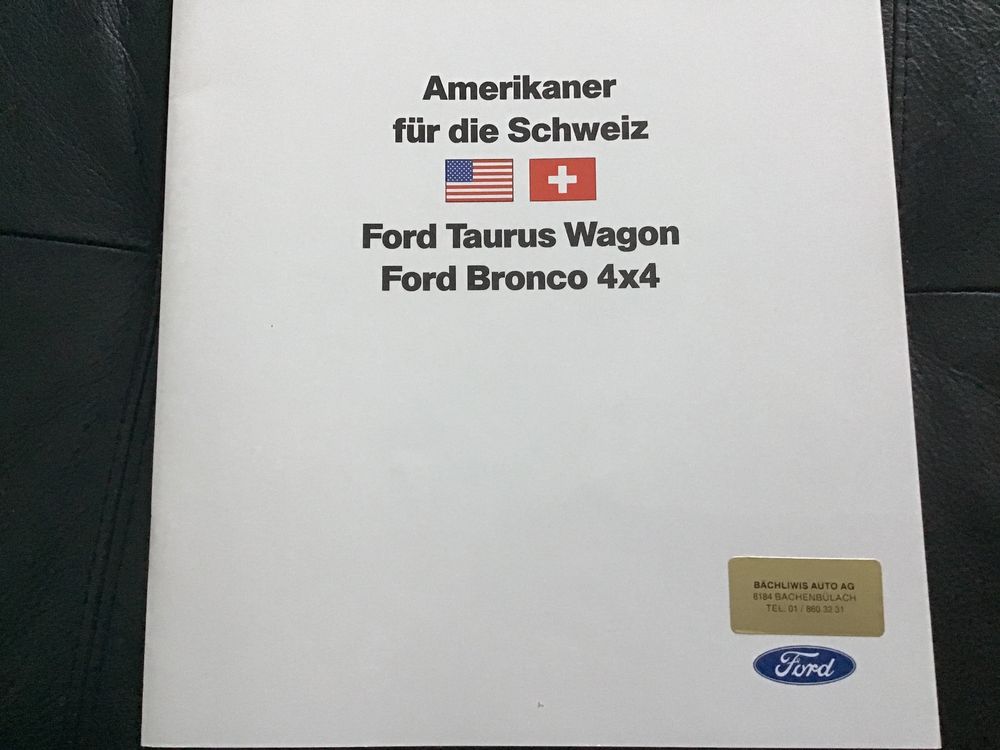 Amerikaner
für die Schweiz
Ford Taurus Wagon
Ford Bronco 4x4
BÄCHLIWIS AUTO AG
8184 BACHENBÜLACH
TEL. 01 / 860 32 31
Ford